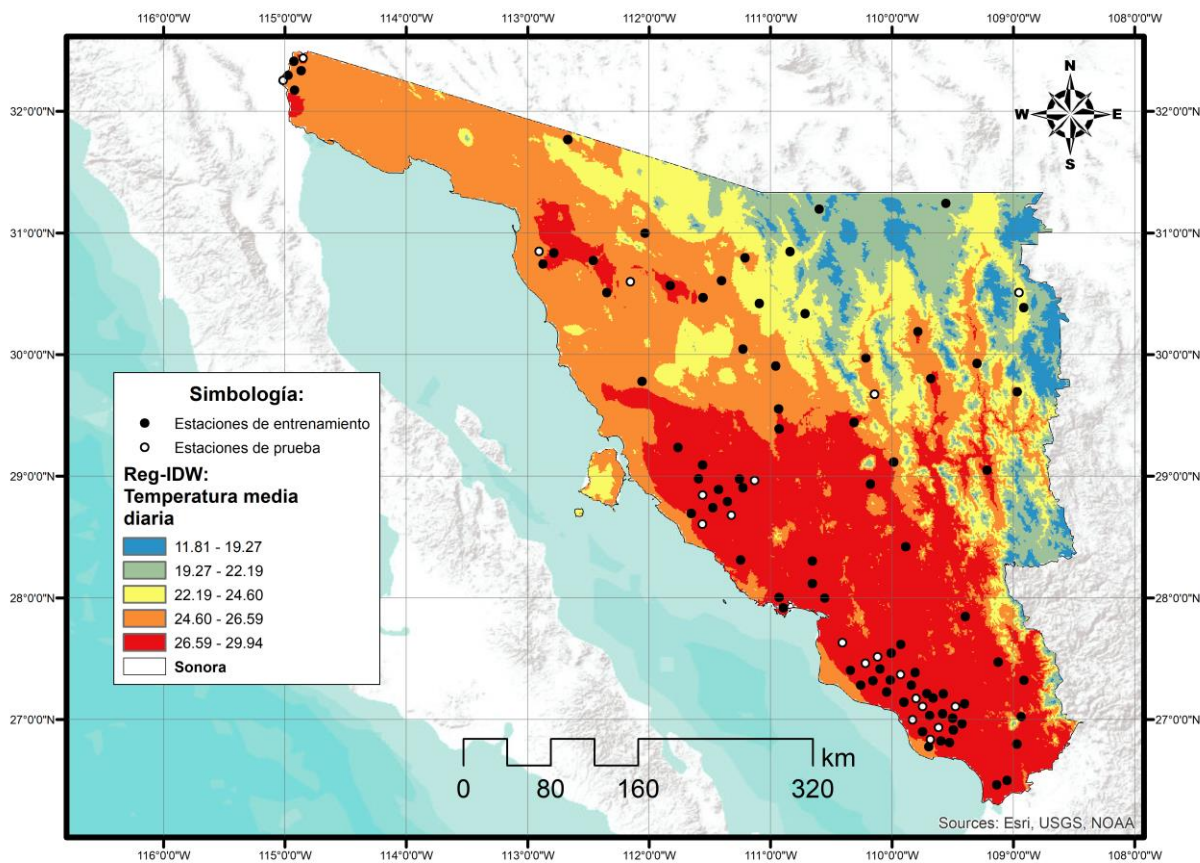 116°0'0"W 115°0'0"W 114°0'0"W 113°0'0"W 112°0'0"W 111°0'0"W 110°0'0"W 109°0'0"W 108°0'0"W
N
W E
S
32°0'0"N 32°0'0"N
31°0'0"N 31°0'0"N
30°0'0"N 30°0'0"N
29°0'0"N 29°0'0"N
28°0'0"N 28°0'0"N
27°0'0"N 27°0'0"N
Simbología:
Estaciones de entrenamiento
Estaciones de prueba
Reg-IDW:
Temperatura media
diaria
11.81 - 19.27
19.27 - 22.19
22.19 - 24.60
24.60 - 26.59
26.59 - 29.94
Sonora
km
0 80 160 320
Sources: Esri, USGS, NOAA
116°0'0"W 115°0'0"W 114°0'0"W 113°0'0"W 112°0'0"W 111°0'0"W 110°0'0"W 109°0'0"W 108°0'0"W